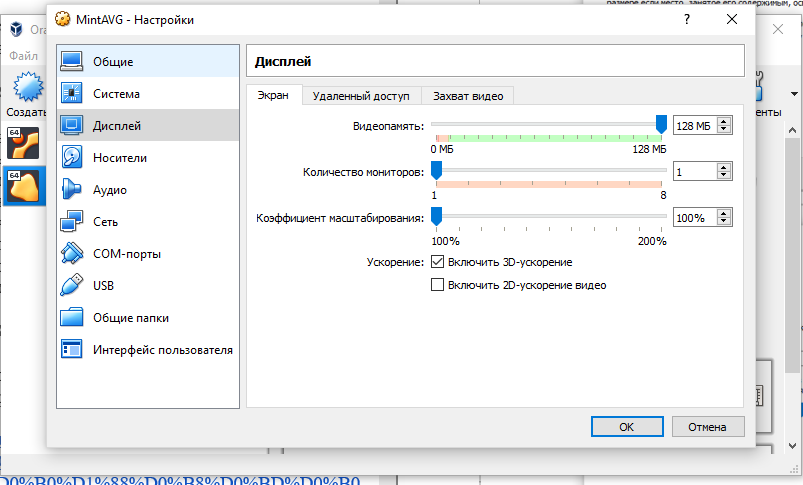 размере если место, занятое его содержимым, ос
MintAVG - Настройки
?
Ora
Файл
Создать
64
64
Общие
Система
Дисплей
Носители
Аудио
Сеть
COM-порты
USB
Общие папки
Интерфейс пользователя
Дисплей
Экран
Удаленный доступ
Захват видео
Видеопамять:
128 МБ
0 МБ
128 МБ
Количество мониторов:
1
1
8
Коэффициент масштабирования:
100%
100%
200%
Ускорение:
Включить 3D-ускорение
Включить 2D-ускорение видео
OK
Отмена
енты
D0%B0%D1%88%D0%B8%D0%BD%D0%B0